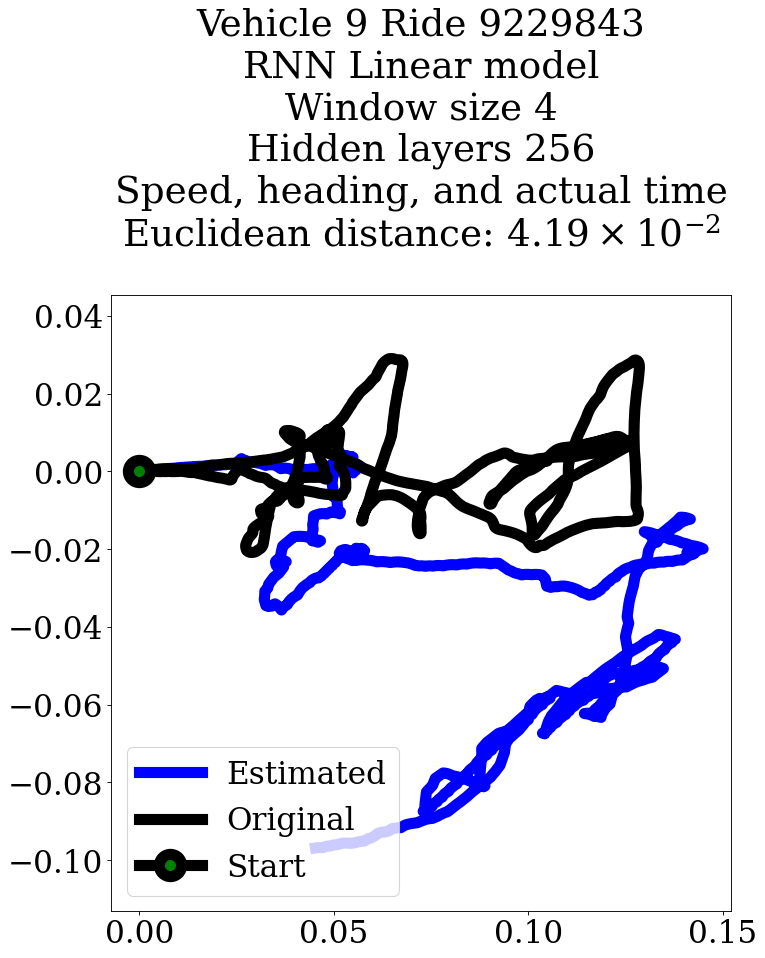 Vehicle 9 Ride 9229843
RNN Linear model
Window size 4
Hidden layers 256
Speed, heading, and actual time
Euclidean distance: 4.19 × 10⁻²
0.04
0.02
0.00
−0.02
−0.04
−0.06
−0.08
−0.10
Estimated
Original
Start
0.00 0.05 0.10 0.15